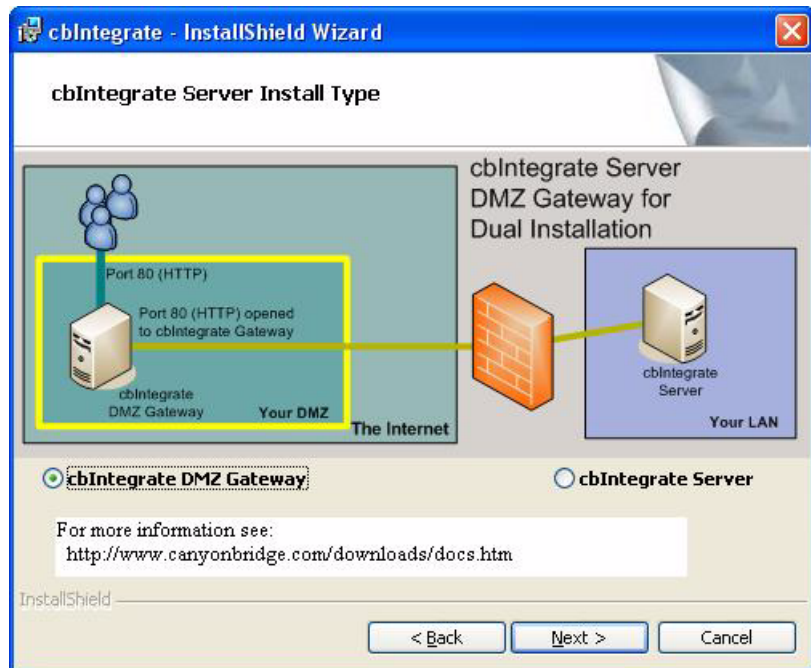 cbIntegrate - InstallShield Wizard
cbIntegrate Server Install Type
cbIntegrate Server
DMZ Gateway for
Dual Installation
Port 80 (HTTP)
Port 80 (HTTP) opened
to cbIntegrate Gateway
cbIntegrate
DMZ Gateway
Your DMZ
The Internet
cbIntegrate
Server
Your LAN
cbIntegrate DMZ Gateway
cbIntegrate Server
For more information see:
http://www.canyonbridge.com/downloads/docs.htm
InstallShield
< Back
Next >
Cancel